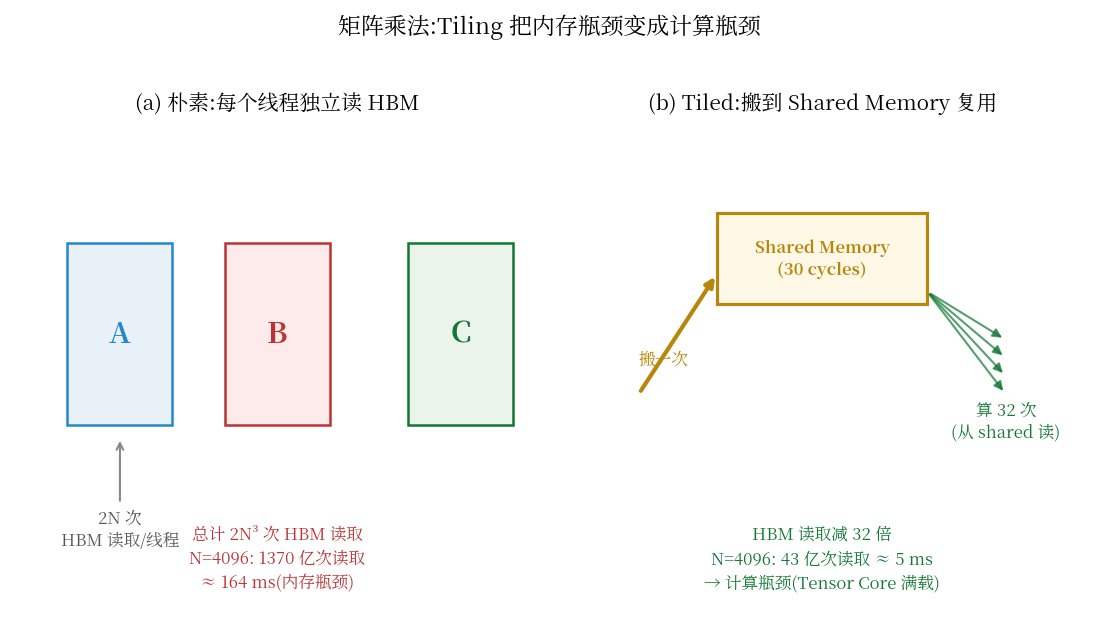 矩阵乘法:Tiling 把内存瓶颈变成计算瓶颈
(a) 朴素:每个线程独立读 HBM
A
B
C
2N 次
HBM 读取/线程
总计 2N³ 次 HBM 读取
N=4096: 1370 亿次读取
≈ 164 ms(内存瓶颈)
(b) Tiled:搬到 Shared Memory 复用
Shared Memory
(30 cycles)
搬一次
算 32 次
(从 shared 读)
HBM 读取减 32 倍
N=4096: 43 亿次读取 ≈ 5 ms
→ 计算瓶颈(Tensor Core 满载)